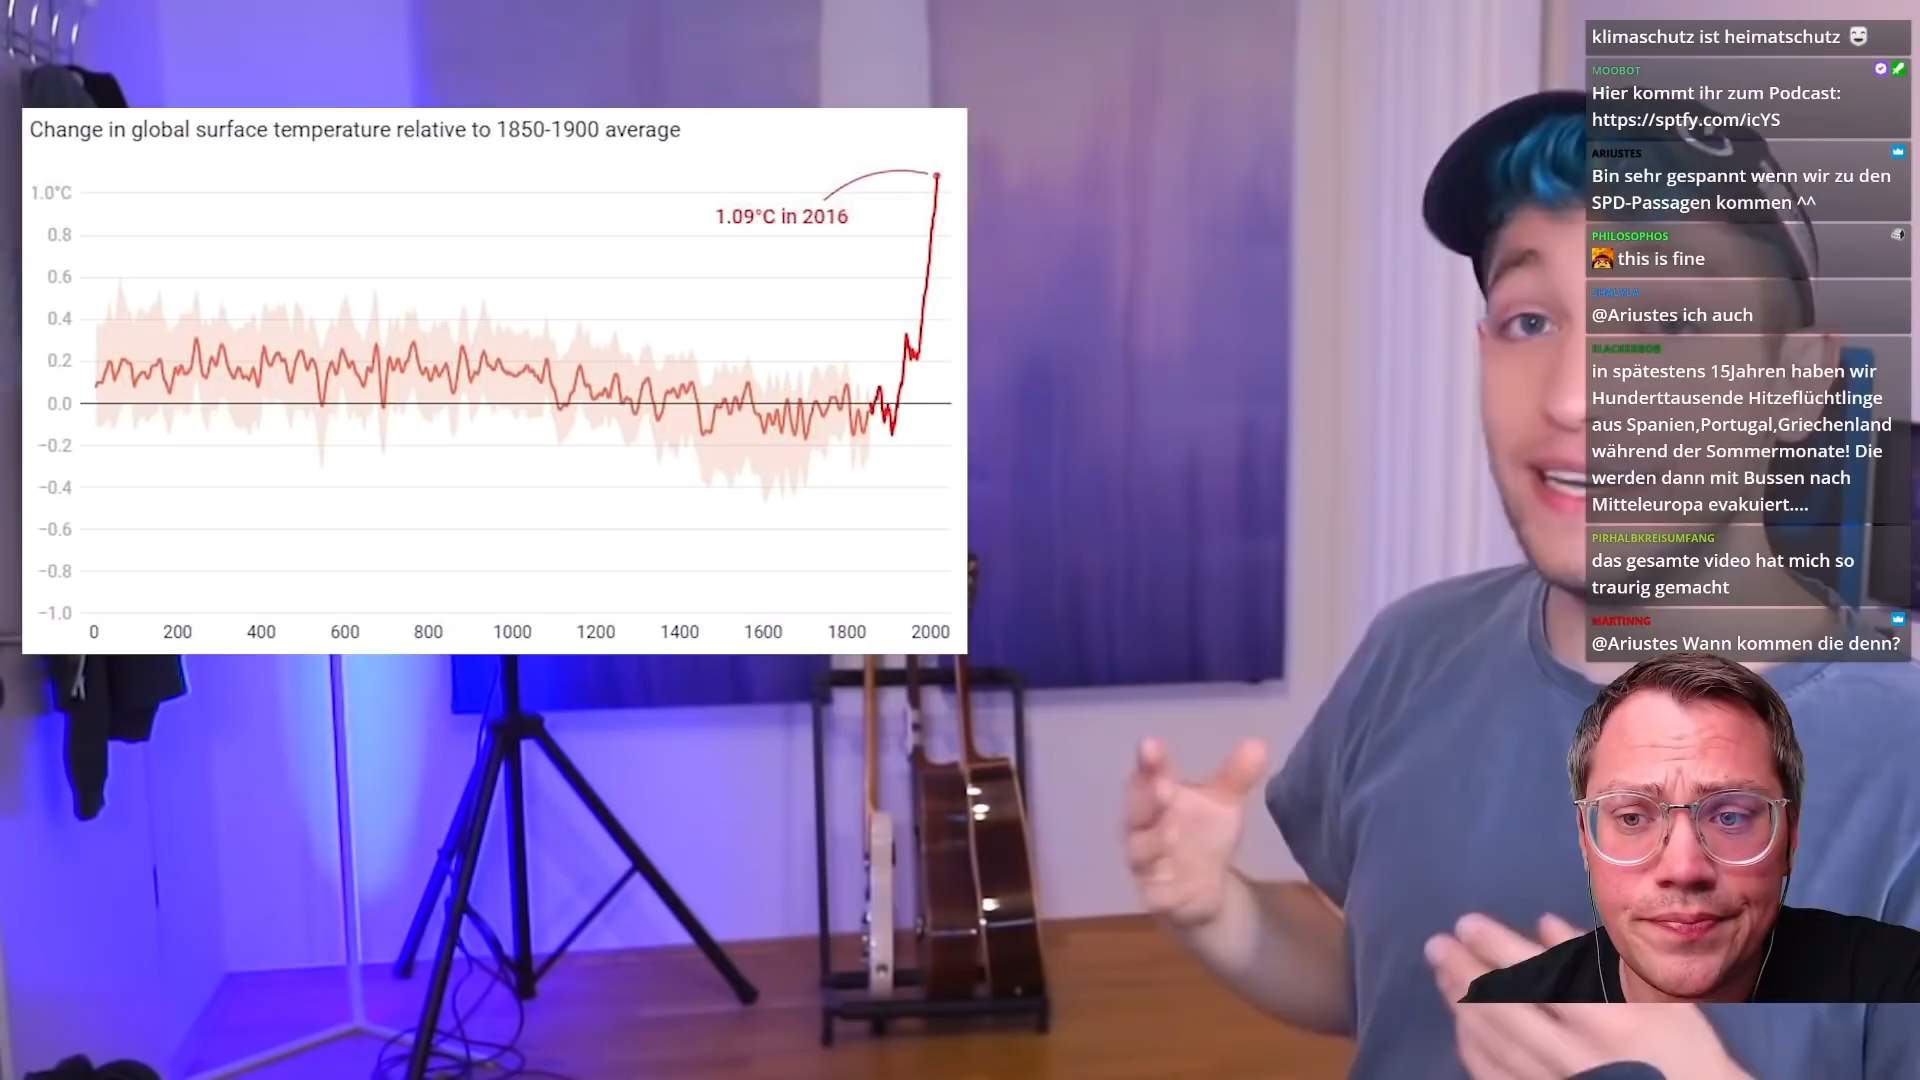 Change in global surface temperature relative to 1850-1900 average
1.09°C in 2016
1.0°C
0.8
0.6
0.4
0.2
0.0
−0.2
−0.4
−0.6
−0.8
−1.0
0 200 400 600 800 1000 1200 1400 1600 1800 2000
klimaschutz ist heimatschutz
MOOBOT
Hier kommt ihr zum Podcast:
https://sptfy.com/icYS
ARIUSTES
Bin sehr gespannt wenn wir zu den
SPD-Passagen kommen ^^
PHILOSOPHOS
this is fine
@Ariustes ich auch
BLACKERBOB
in spätestens 15Jahren haben wir
Hunderttausende Hitzeflüchtlinge
aus Spanien,Portugal,Griechenland
während der Sommermonate! Die
werden dann mit Bussen nach
Mitteleuropa evakuiert....
PIRHALBKREISUMFANG
das gesamte video hat mich so
traurig gemacht
MARTINNG
@Ariustes Wann kommen die denn?